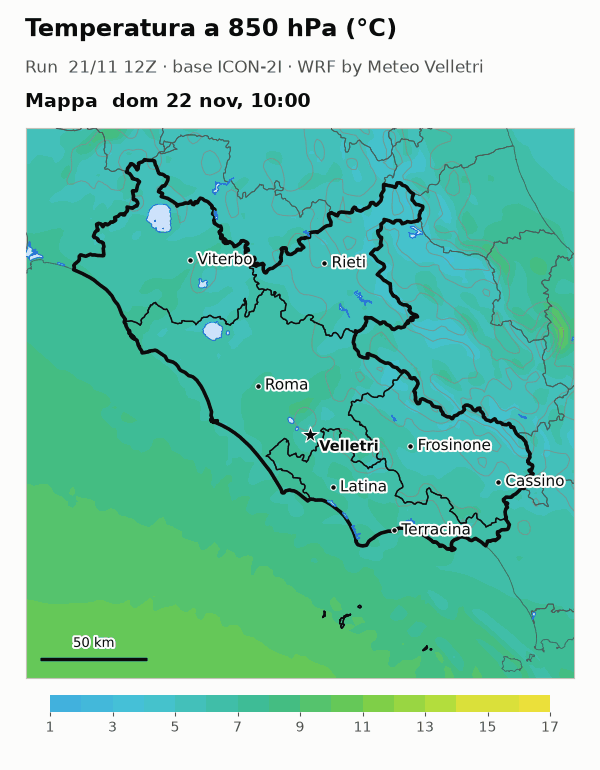 Temperatura a 850 hPa (°C)
Run  21/11 12Z · base ICON-2I · WRF by Meteo Velletri
Mappa  dom 22 nov, 10:00
Viterbo
Rieti
Roma
Velletri
Frosinone
Cassino
Latina
Terracina
50 km
1 3 5 7 9 11 13 15 17